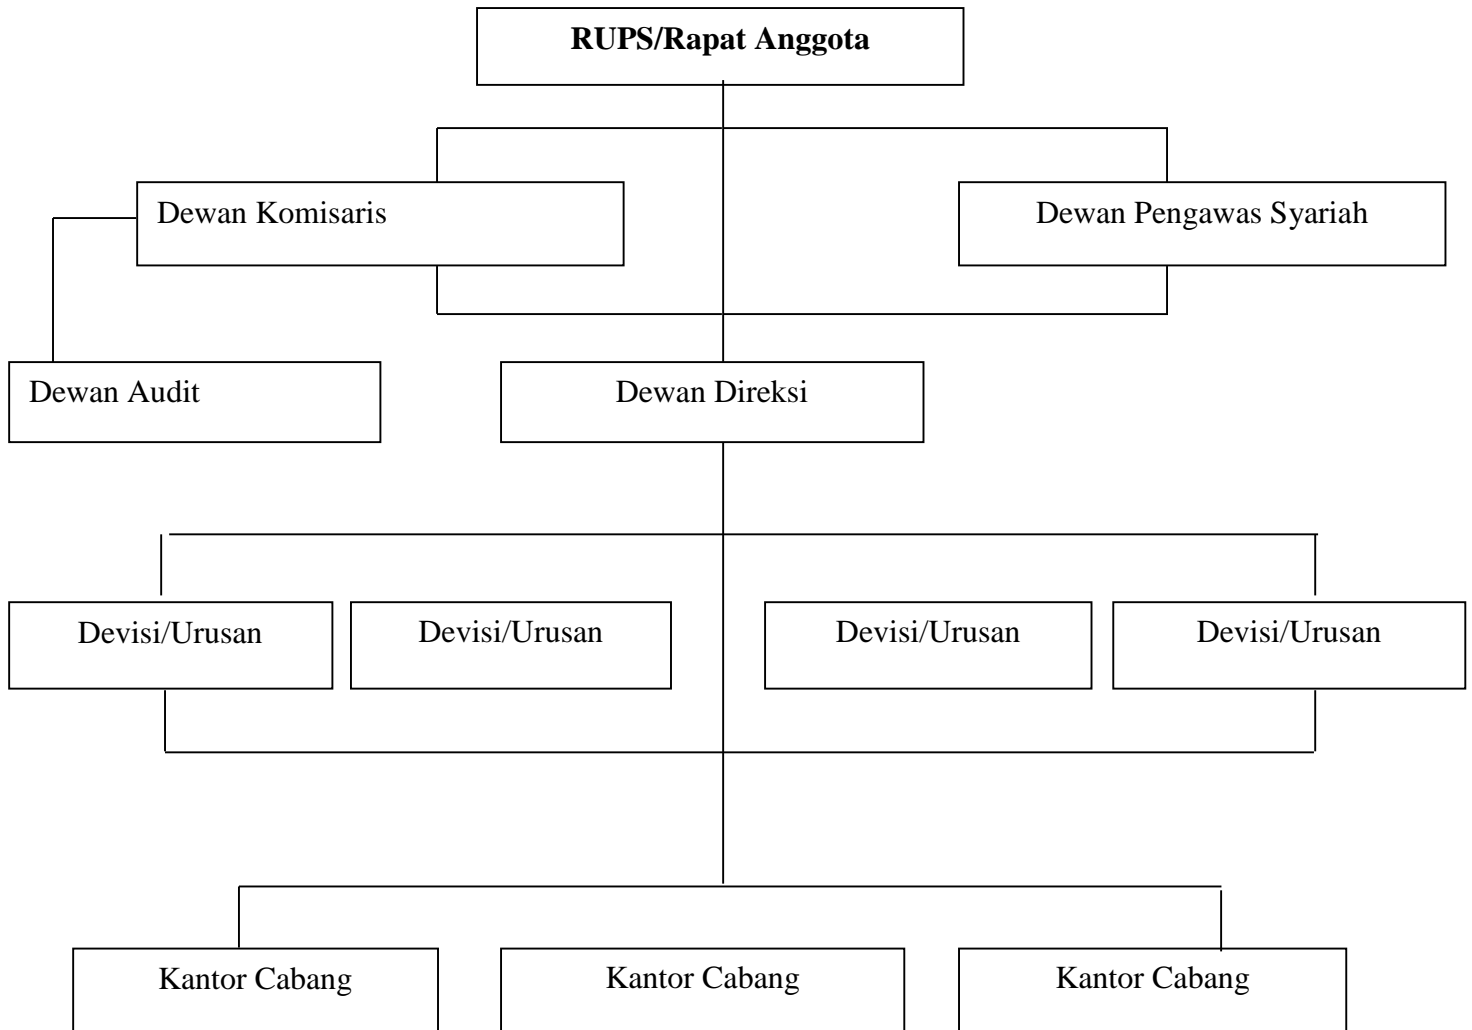 RUPS/Rapat Anggota
Dewan Komisaris
Dewan Pengawas Syariah
Dewan Audit
Dewan Direksi
Devisi/Urusan
Devisi/Urusan
Devisi/Urusan
Devisi/Urusan
Kantor Cabang
Kantor Cabang
Kantor Cabang